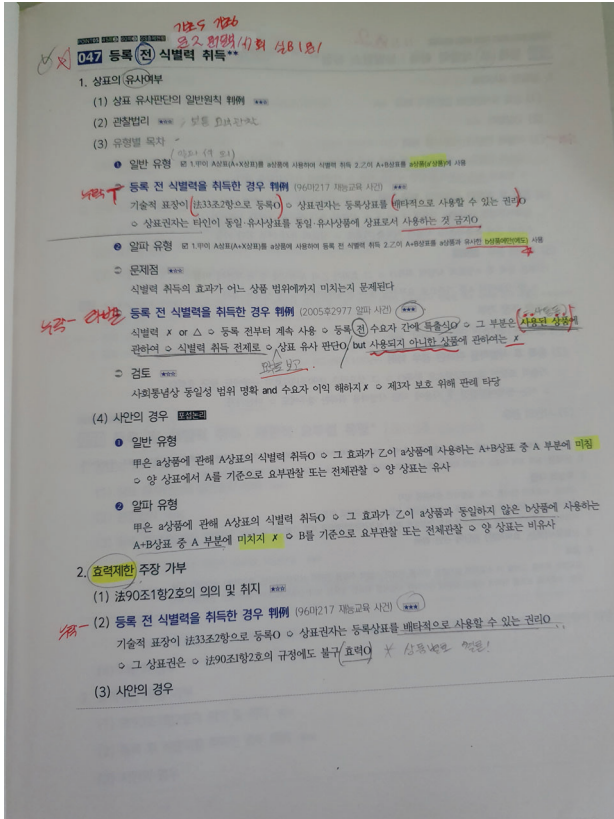 047 등록 전 식별력 취득★★
1. 상표의 유사여부
(1) 상표 유사판단의 일반원칙 判例 ★★☆
(2) 관찰법리 ★☆☆
(3) 유형별 목차
❶ 일반 유형 ☑ 1.甲이 A상표(A+X상표)를 a상품에 사용하여 식별력 취득 2.乙이 A+B상표를 a상품(a'상품)에 사용
누락
➲ 등록 전 식별력을 취득한 경우 判例 (96마217 재능교육 사건) ★★☆
기술적 표장이 法33조2항으로 등록O ➲ 상표권자는 등록상표를 배타적으로 사용할 수 있는 권리O
➲ 상표권자는 타인이 동일·유사상표를 동일·유사상품에 상표로서 사용하는 것 금지O
❷ 알파 유형 ☑ 1.甲이 A상표(A+X상표)를 a상품에 사용하여 등록 전 식별력 취득 2.乙이 A+B상표를 a상품과 유사한 b상품에만(에도) 사용
➲ 문제점 ★☆☆
식별력 취득의 효과가 어느 상품 범위에까지 미치는지 문제된다
누락-
등록 전 식별력을 취득한 경우 判例 (2005후2977 알파 사건) ★★★
식별력 ✗ or △ ➲ 등록 전부터 계속 사용 ➲ 등록 전 수요자 간에 특출식O ➲ 그 부분은 사용된 상품에
관하여 ➲ 식별력 취득 전제로 ➲ 상표 유사 판단O/ but 사용되지 아니한 상품에 관하여는 ✗
➲ 검토 ★☆☆
사회통념상 동일성 범위 명확 and 수요자 이익 해하지✗ ➲ 제3자 보호 위해 판례 타당
(4) 사안의 경우 포섭논리
❶ 일반 유형
甲은 a상품에 관해 A상표의 식별력 취득O ➲ 그 효과가 乙이 a상품에 사용하는 A+B상표 중 A 부분에 미침
➲ 양 상표에서 A를 기준으로 요부관찰 또는 전체관찰 ➲ 양 상표는 유사
❷ 알파 유형
甲은 a상품에 관해 A상표의 식별력 취득O ➲ 그 효과가 乙이 a상품과 동일하지 않은 b상품에 사용하는
A+B상표 중 A 부분에 미치지 ✗ ➲ B를 기준으로 요부관찰 또는 전체관찰 ➲ 양 상표는 비유사
2. 효력제한 주장 가부
(1) 法90조1항2호의 의의 및 취지 ★☆☆
누락-
(2) 등록 전 식별력을 취득한 경우 判例 (96마217 재능교육 사건) ★★★
기술적 표장이 法33조2항으로 등록O ➲ 상표권자는 등록상표를 배타적으로 사용할 수 있는 권리O
➲ 그 상표권은 ➲ 法90조1항2호의 규정에도 불구 효력O
(3) 사안의 경우